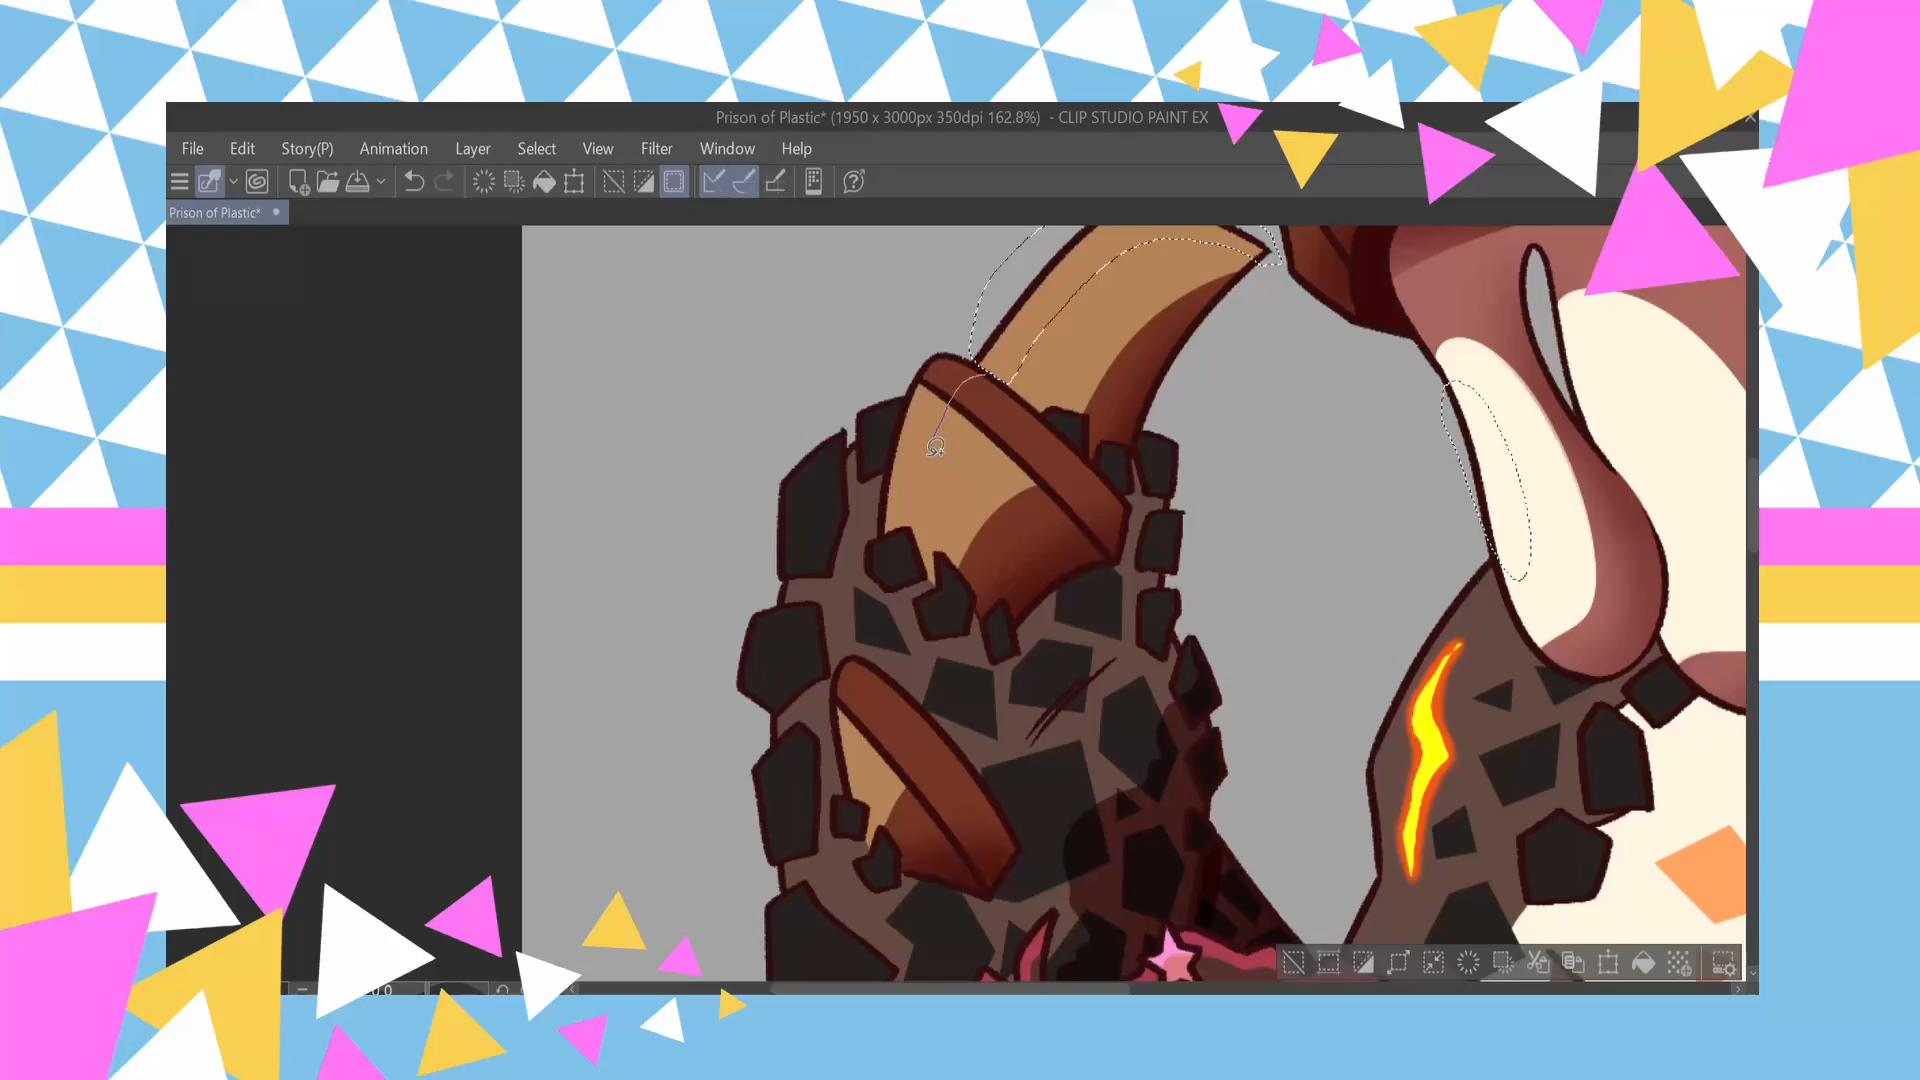 Prison of Plastic* (1950 x 3000px 350dpi 162.8%) - CLIP STUDIO PAINT EX
File Edit Story(P) Animation Layer Select View Filter Window Help
Prison of Plastic*